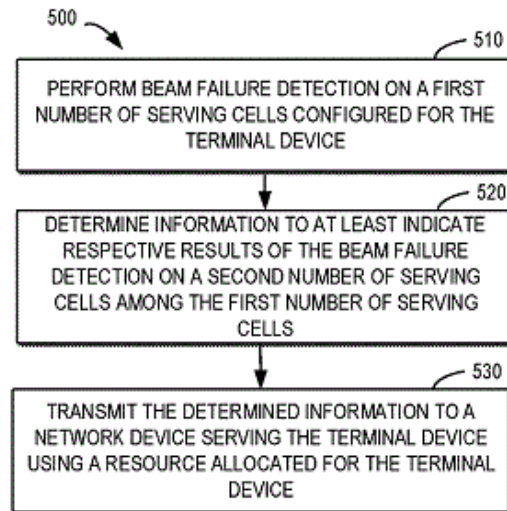 500
510
PERFORM BEAM FAILURE DETECTION ON A FIRST
NUMBER OF SERVING CELLS CONFIGURED FOR THE
TERMINAL DEVICE
520
DETERMINE INFORMATION TO AT LEAST INDICATE
RESPECTIVE RESULTS OF THE BEAM FAILURE
DETECTION ON A SECOND NUMBER OF SERVING
CELLS AMONG THE FIRST NUMBER OF SERVING
CELLS
530
TRANSMIT THE DETERMINED INFORMATION TO A
NETWORK DEVICE SERVING THE TERMINAL DEVICE
USING A RESOURCE ALLOCATED FOR THE TERMINAL
DEVICE